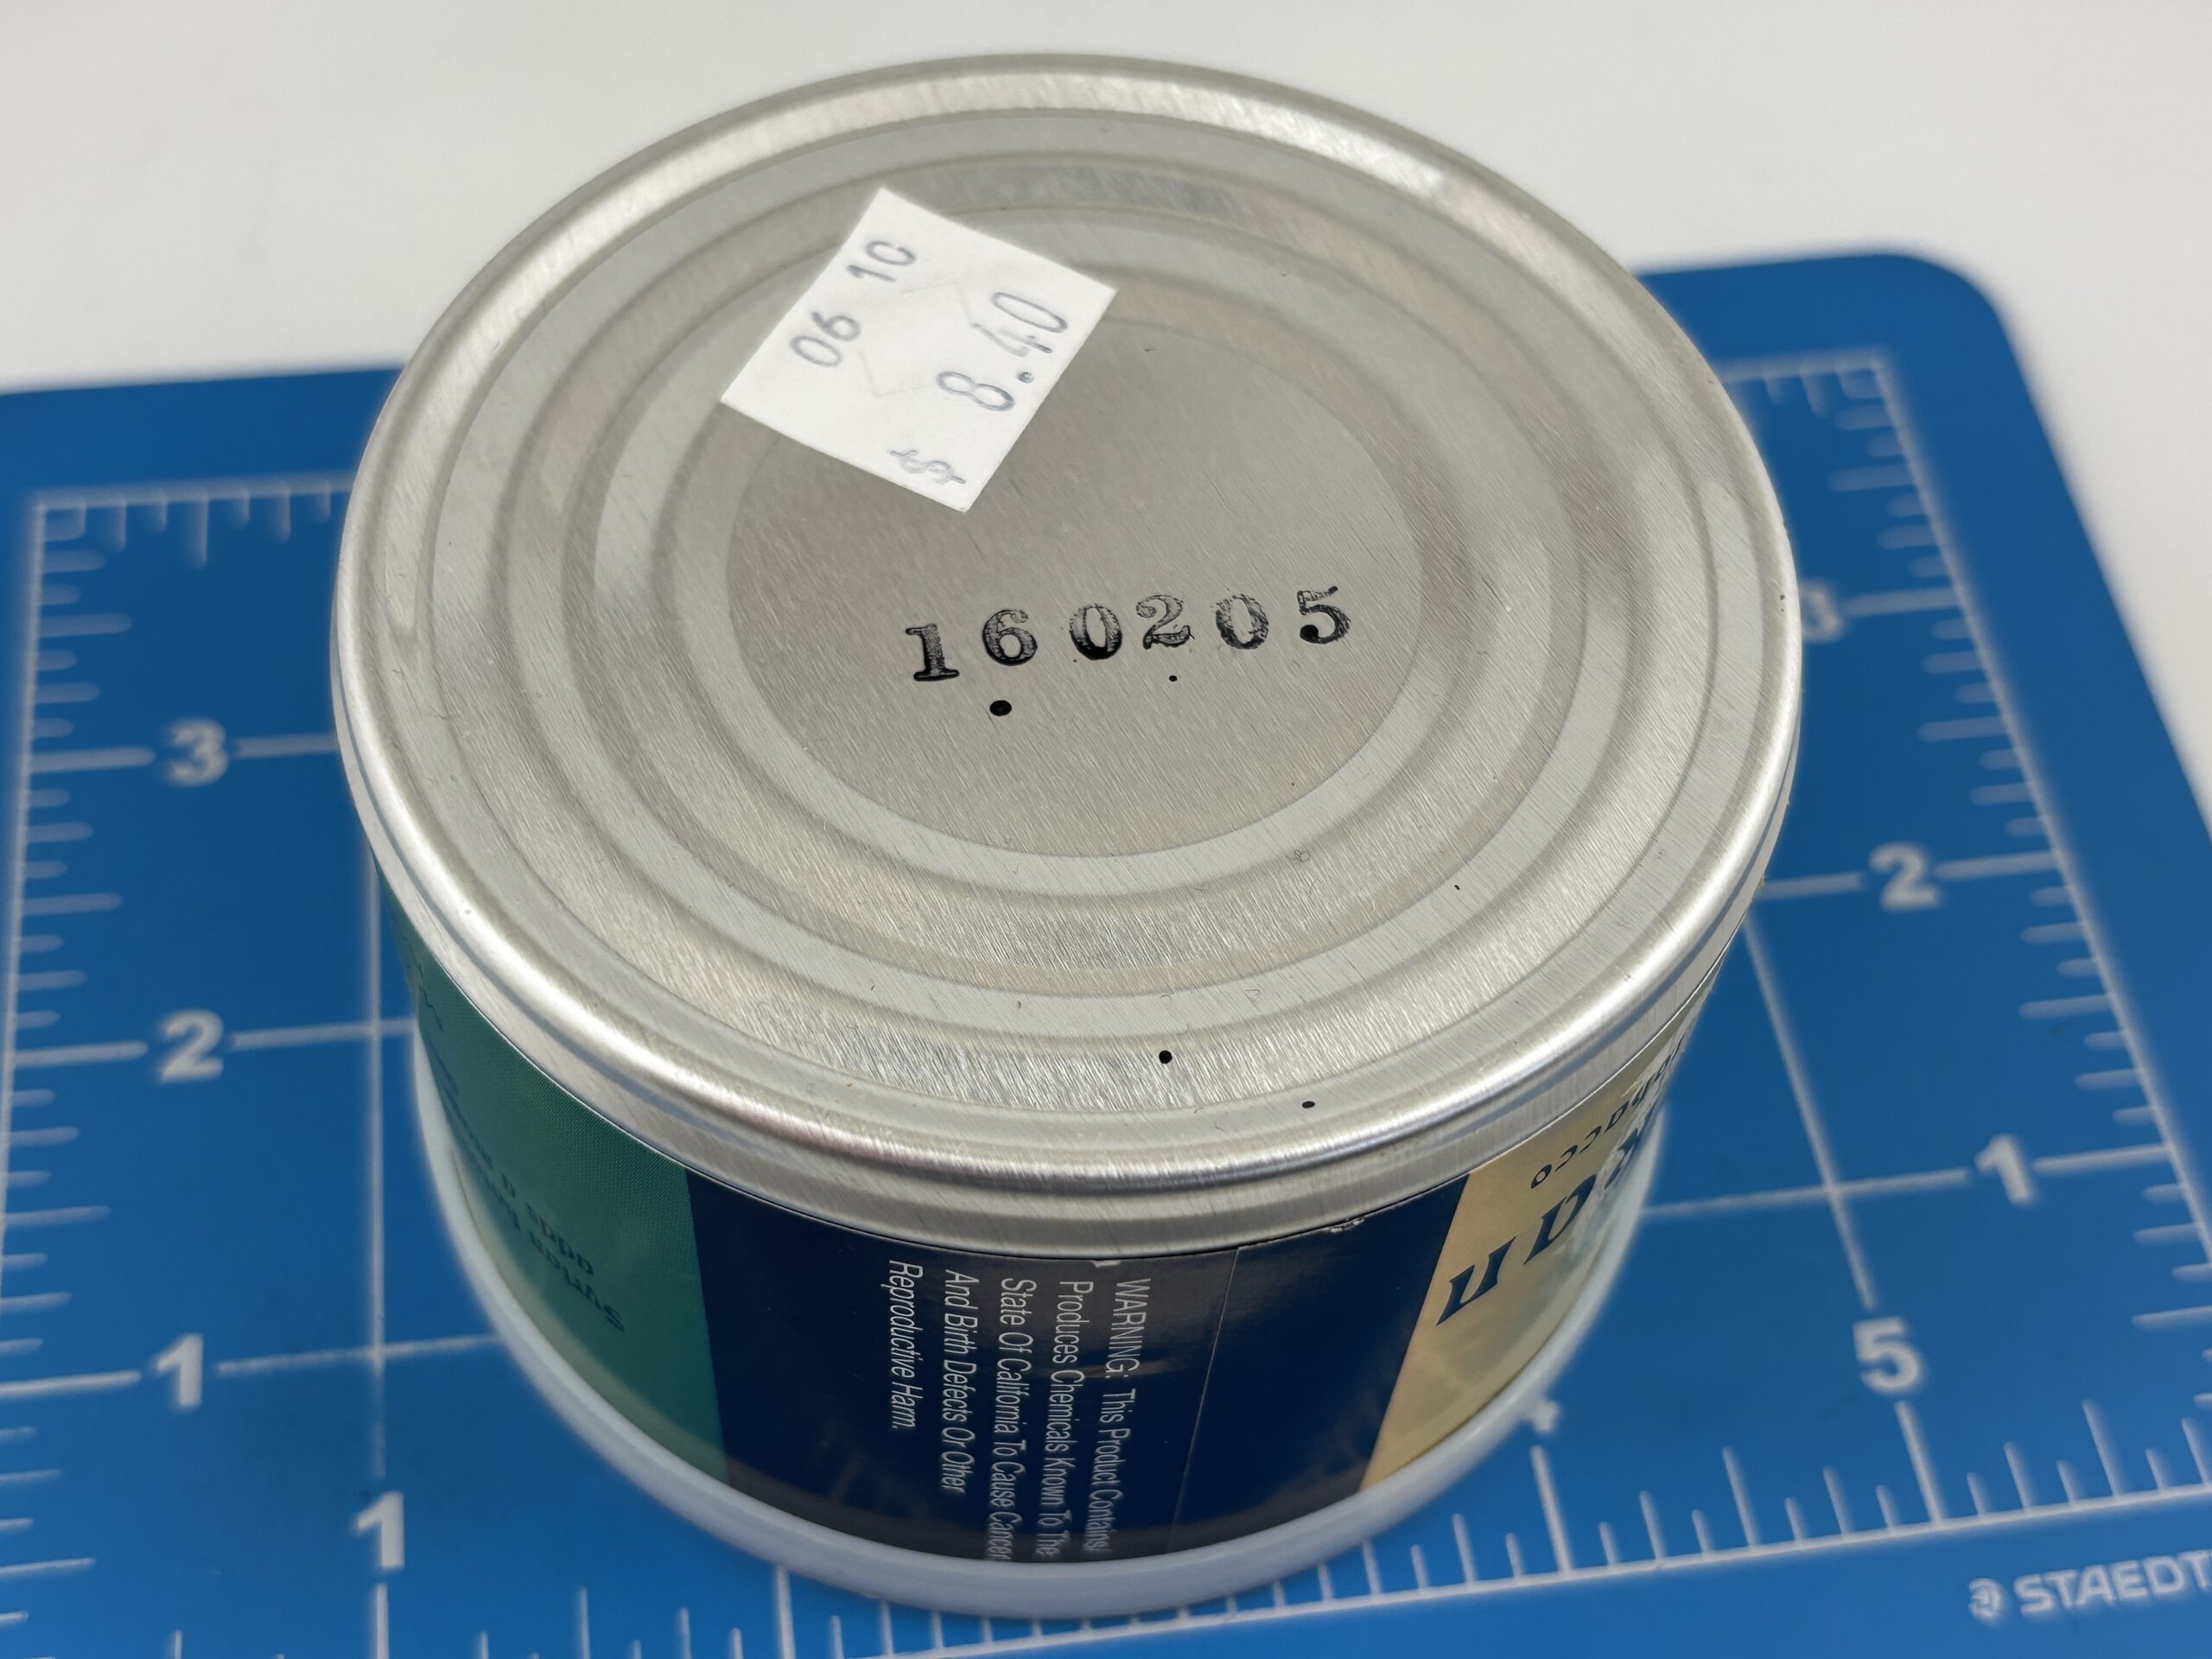 06 10
$ 8.40
160205
WARNING: This Product Contains/
Produces Chemicals Known To The
State Of California To Cause Cancer
And Birth Defects Or Other
Reproductive Harm.
3
2
1
1
2
1
5
4
STAEDT